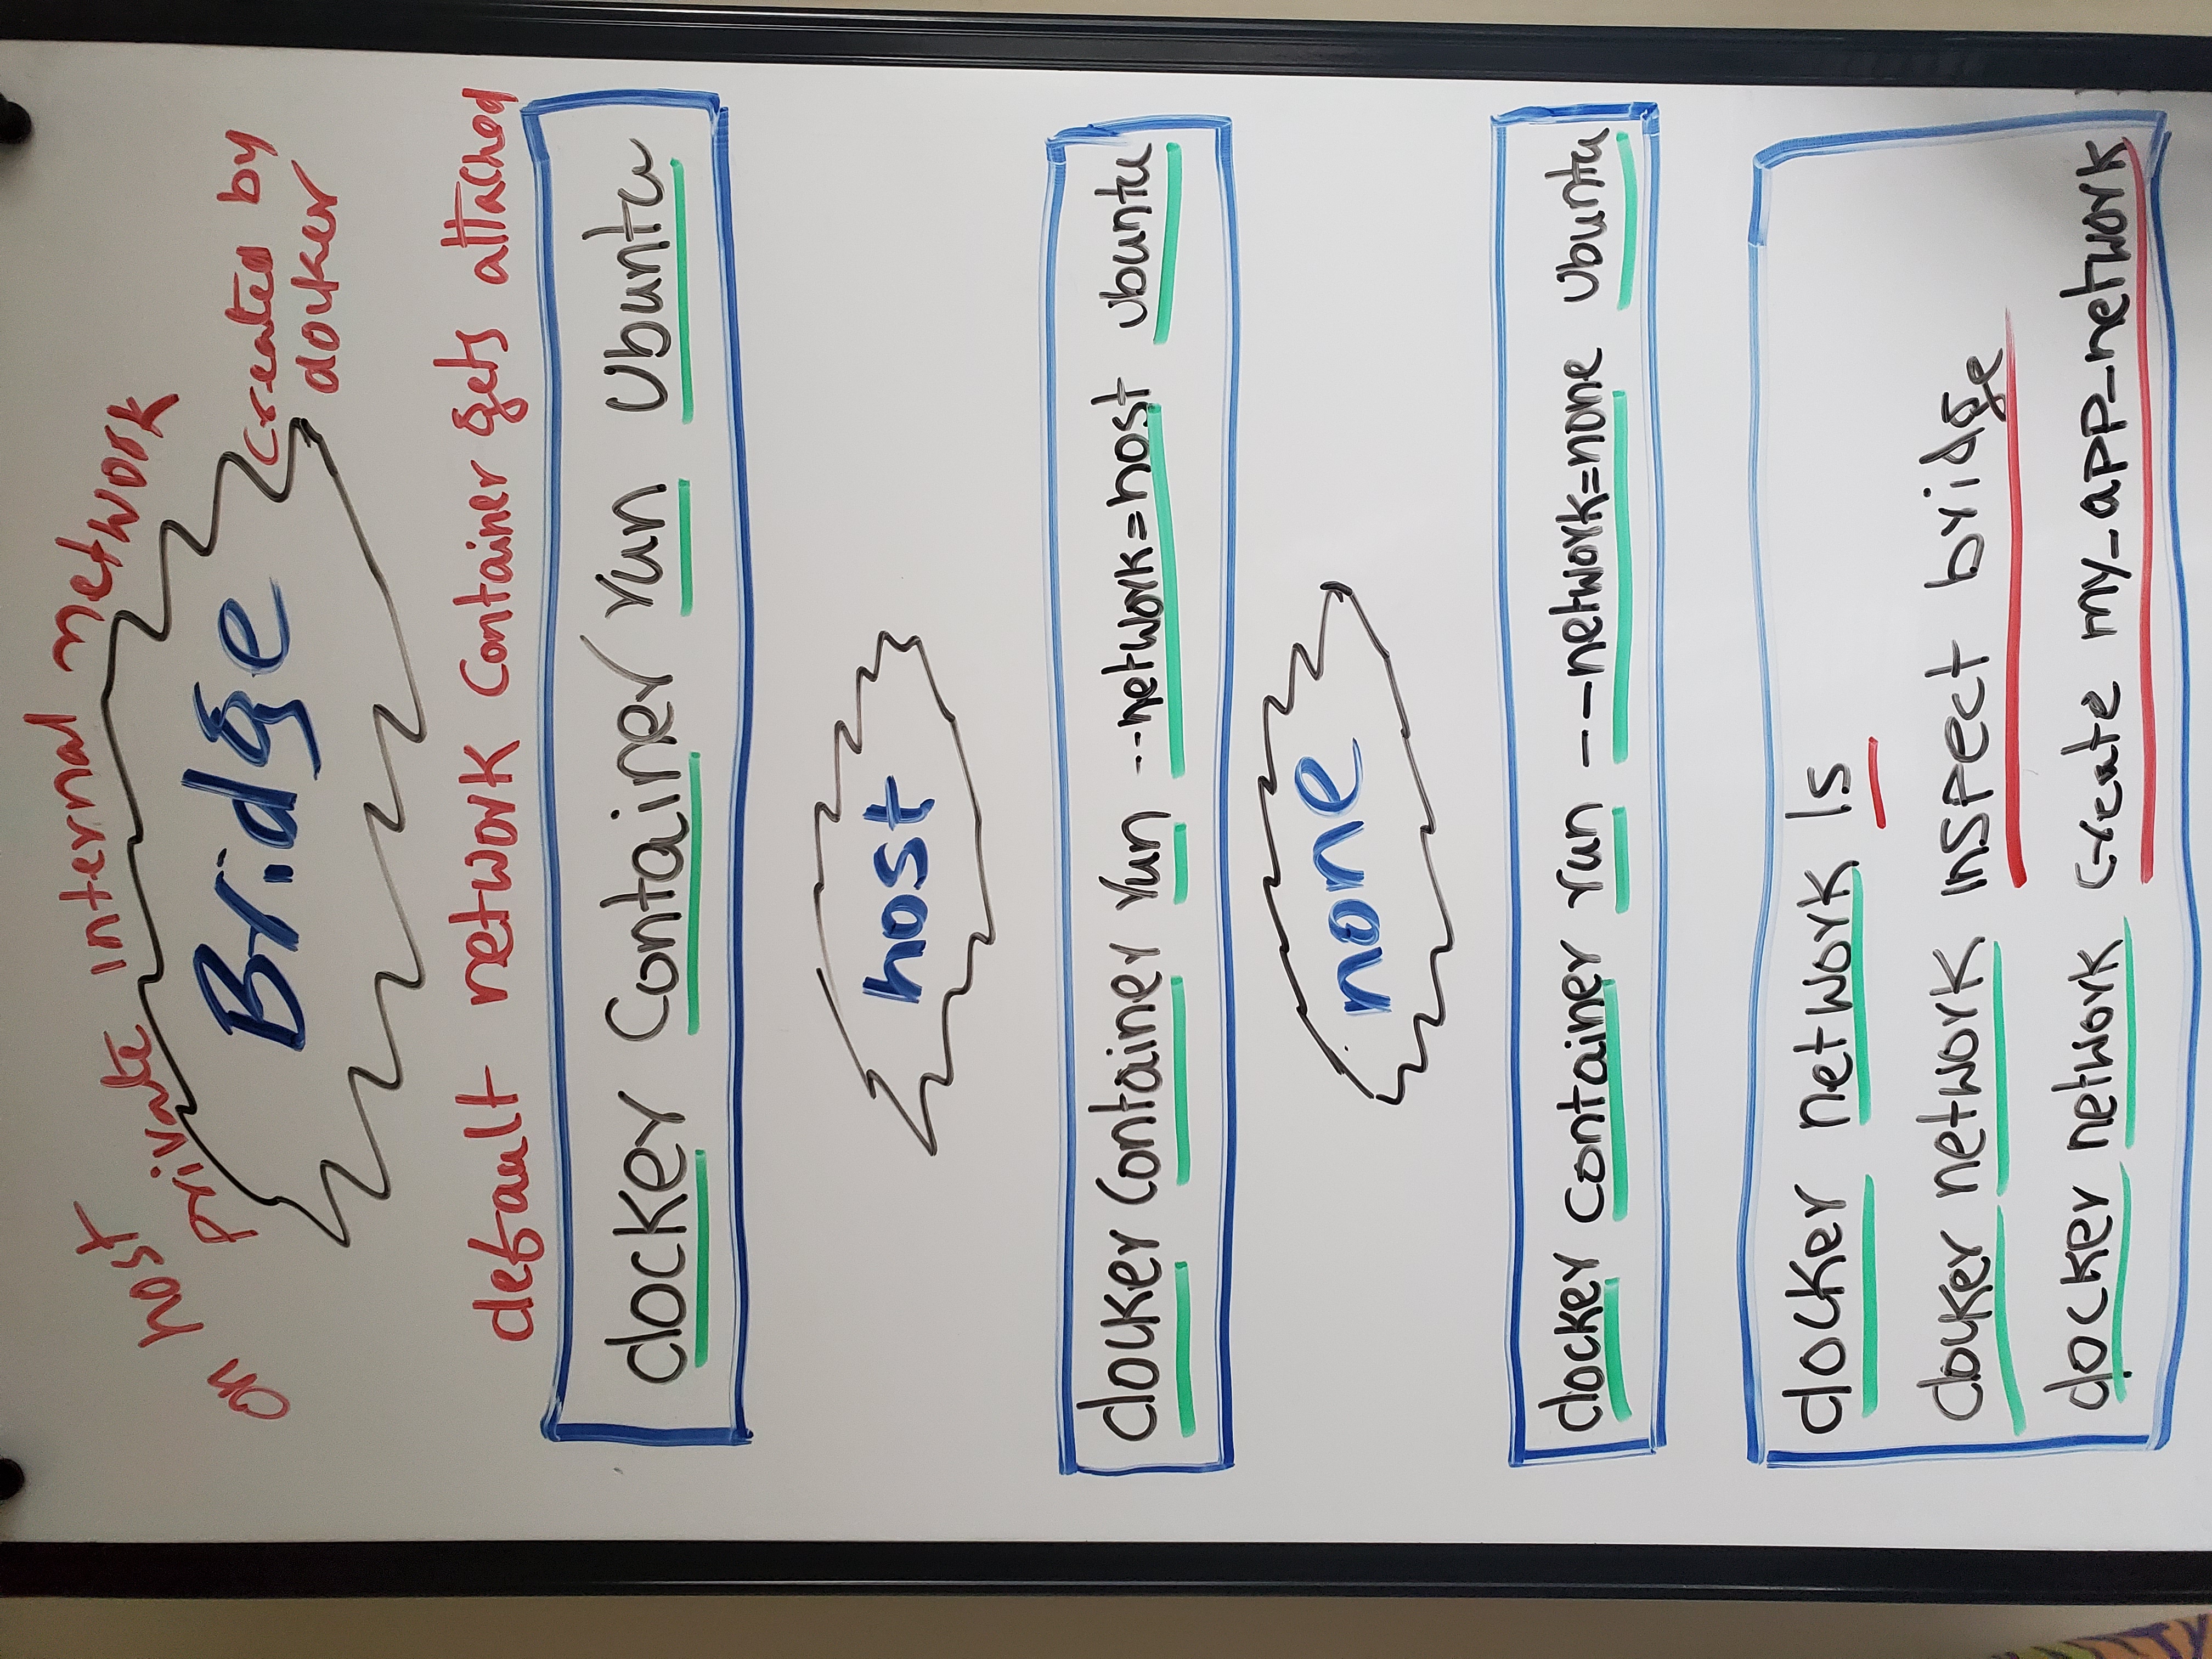 on host private internal network
Bridge
created by
docker
default network Container gets attached
docker Container run Ubuntu
host
docker Container run --network=host ubuntu
none
docker container run --network=none Ubuntu
docker network ls
docker network inspect bridge
docker network create my_app_network